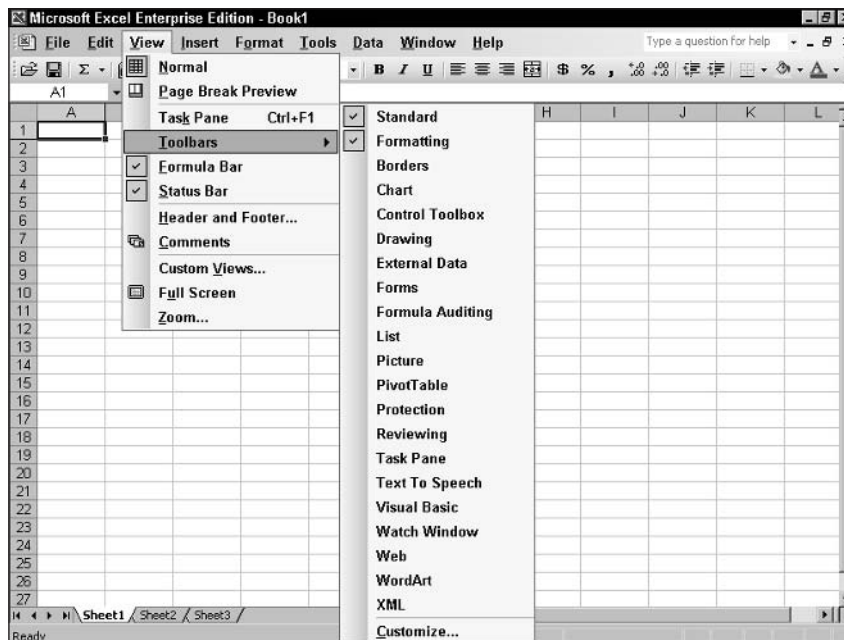 Microsoft Excel Enterprise Edition - Book1
File Edit View Insert Format Tools Data Window Help Type a question for help
Σ B I U $ % , A
A1
Normal
Page Break Preview
Task Pane Ctrl+F1
Toolbars
Formula Bar
Status Bar
Header and Footer...
Comments
Custom Views...
Full Screen
Zoom...
Standard
Formatting
Borders
Chart
Control Toolbox
Drawing
External Data
Forms
Formula Auditing
List
Picture
PivotTable
Protection
Reviewing
Task Pane
Text To Speech
Visual Basic
Watch Window
Web
WordArt
XML
Customize...
A H I J K L
1
2
3
4
5
6
7
8
9
10
11
12
13
14
15
16
17
18
19
20
21
22
23
24
25
26
27
Sheet1 Sheet2 Sheet3
Ready